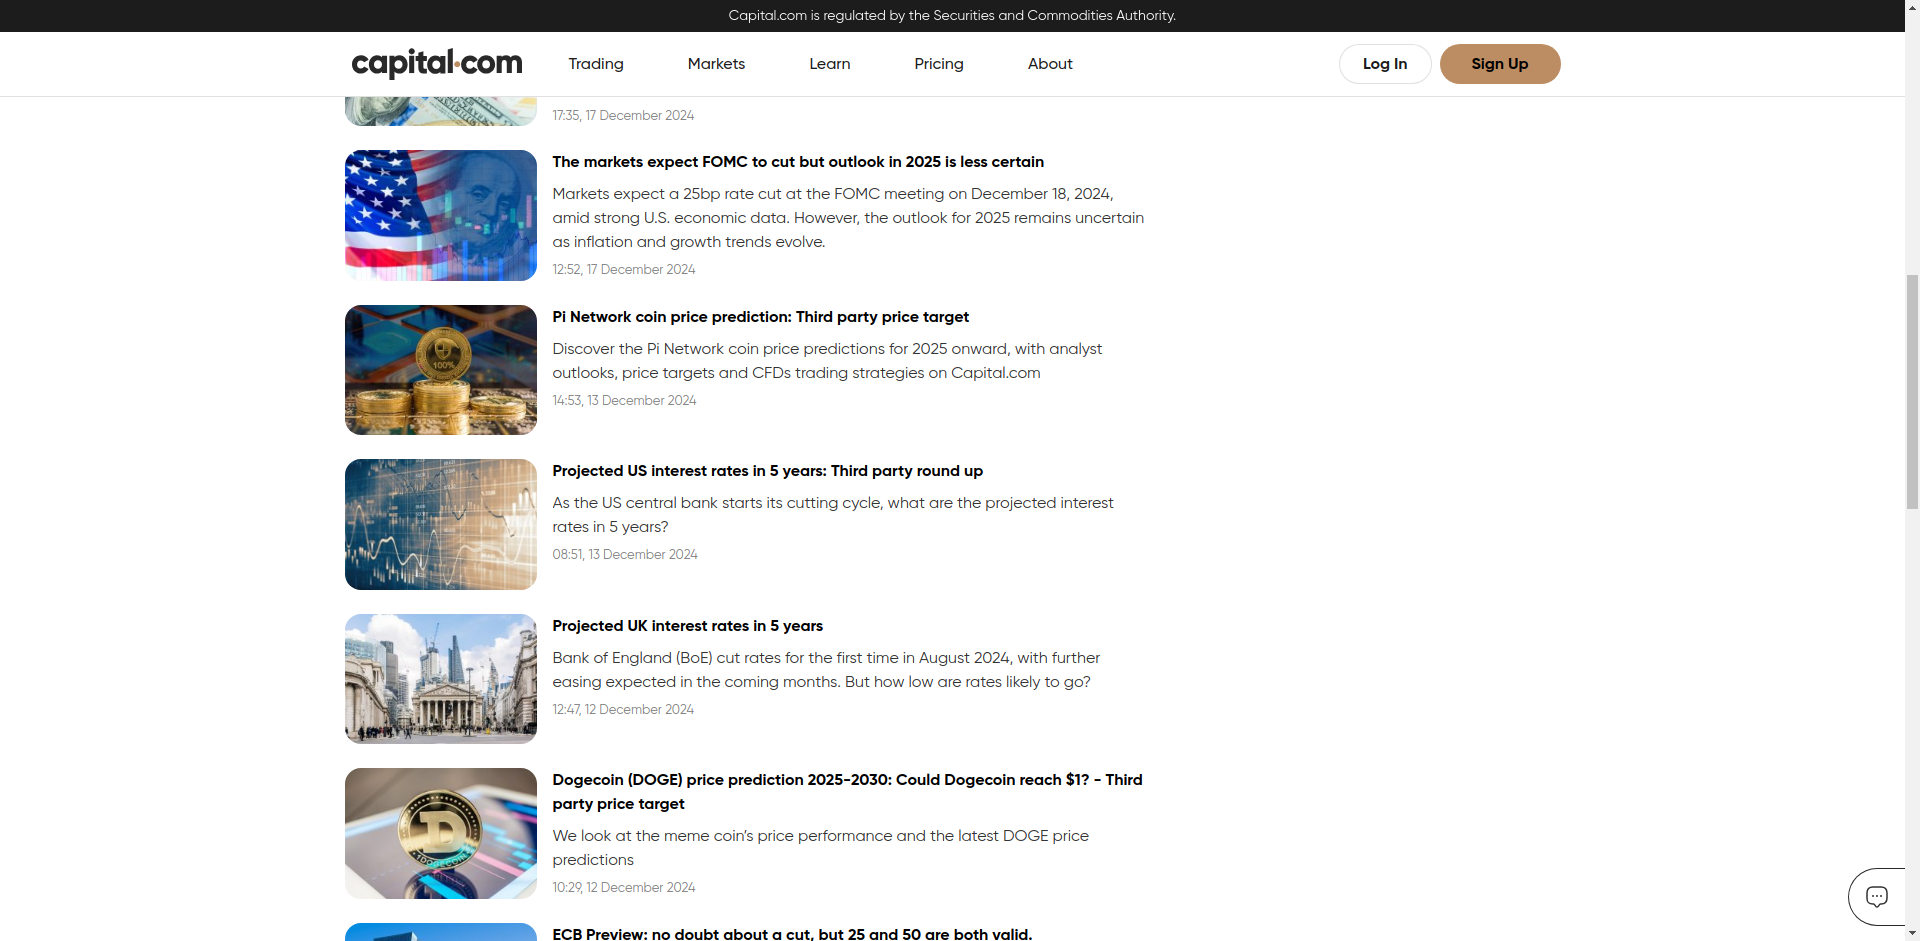 Capital.com is regulated by the Securities and Commodities Authority.
capital.com
Trading
Markets
Learn
Pricing
About
Log In
Sign Up
17:35, 17 December 2024
The markets expect FOMC to cut but outlook in 2025 is less certain
Markets expect a 25bp rate cut at the FOMC meeting on December 18, 2024,
amid strong U.S. economic data. However, the outlook for 2025 remains uncertain
as inflation and growth trends evolve.
12:52, 17 December 2024
100%
Pi Network coin price prediction: Third party price target
Discover the Pi Network coin price predictions for 2025 onward, with analyst
outlooks, price targets and CFDs trading strategies on Capital.com
14:53, 13 December 2024
Projected US interest rates in 5 years: Third party round up
As the US central bank starts its cutting cycle, what are the projected interest
rates in 5 years?
08:51, 13 December 2024
Projected UK interest rates in 5 years
Bank of England (BoE) cut rates for the first time in August 2024, with further
easing expected in the coming months. But how low are rates likely to go?
12:47, 12 December 2024
Dogecoin (DOGE) price prediction 2025-2030: Could Dogecoin reach $1? - Third
party price target
We look at the meme coin’s price performance and the latest DOGE price
predictions
10:29, 12 December 2024
ECB Preview: no doubt about a cut, but 25 and 50 are both valid.